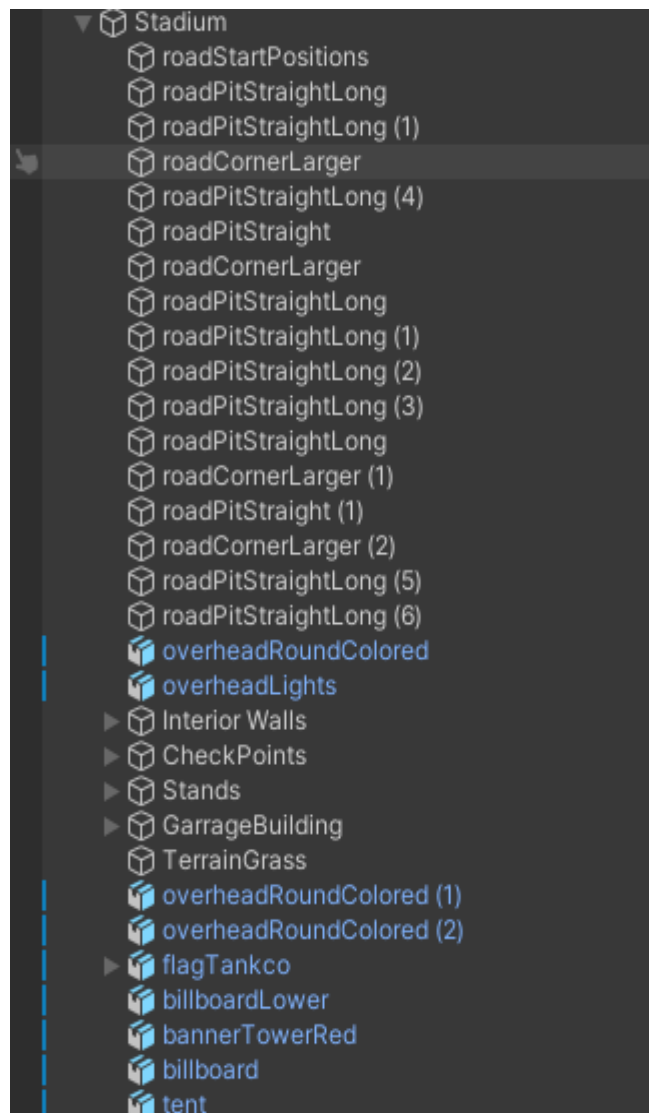 Stadium
roadStartPositions
roadPitStraightLong
roadPitStraightLong (1)
roadCornerLarger
roadPitStraightLong (4)
roadPitStraight
roadCornerLarger
roadPitStraightLong
roadPitStraightLong (1)
roadPitStraightLong (2)
roadPitStraightLong (3)
roadPitStraightLong
roadCornerLarger (1)
roadPitStraight (1)
roadCornerLarger (2)
roadPitStraightLong (5)
roadPitStraightLong (6)
overheadRoundColored
overheadLights
Interior Walls
CheckPoints
Stands
GarrageBuilding
TerrainGrass
overheadRoundColored (1)
overheadRoundColored (2)
flagTankco
billboardLower
bannerTowerRed
billboard
tent